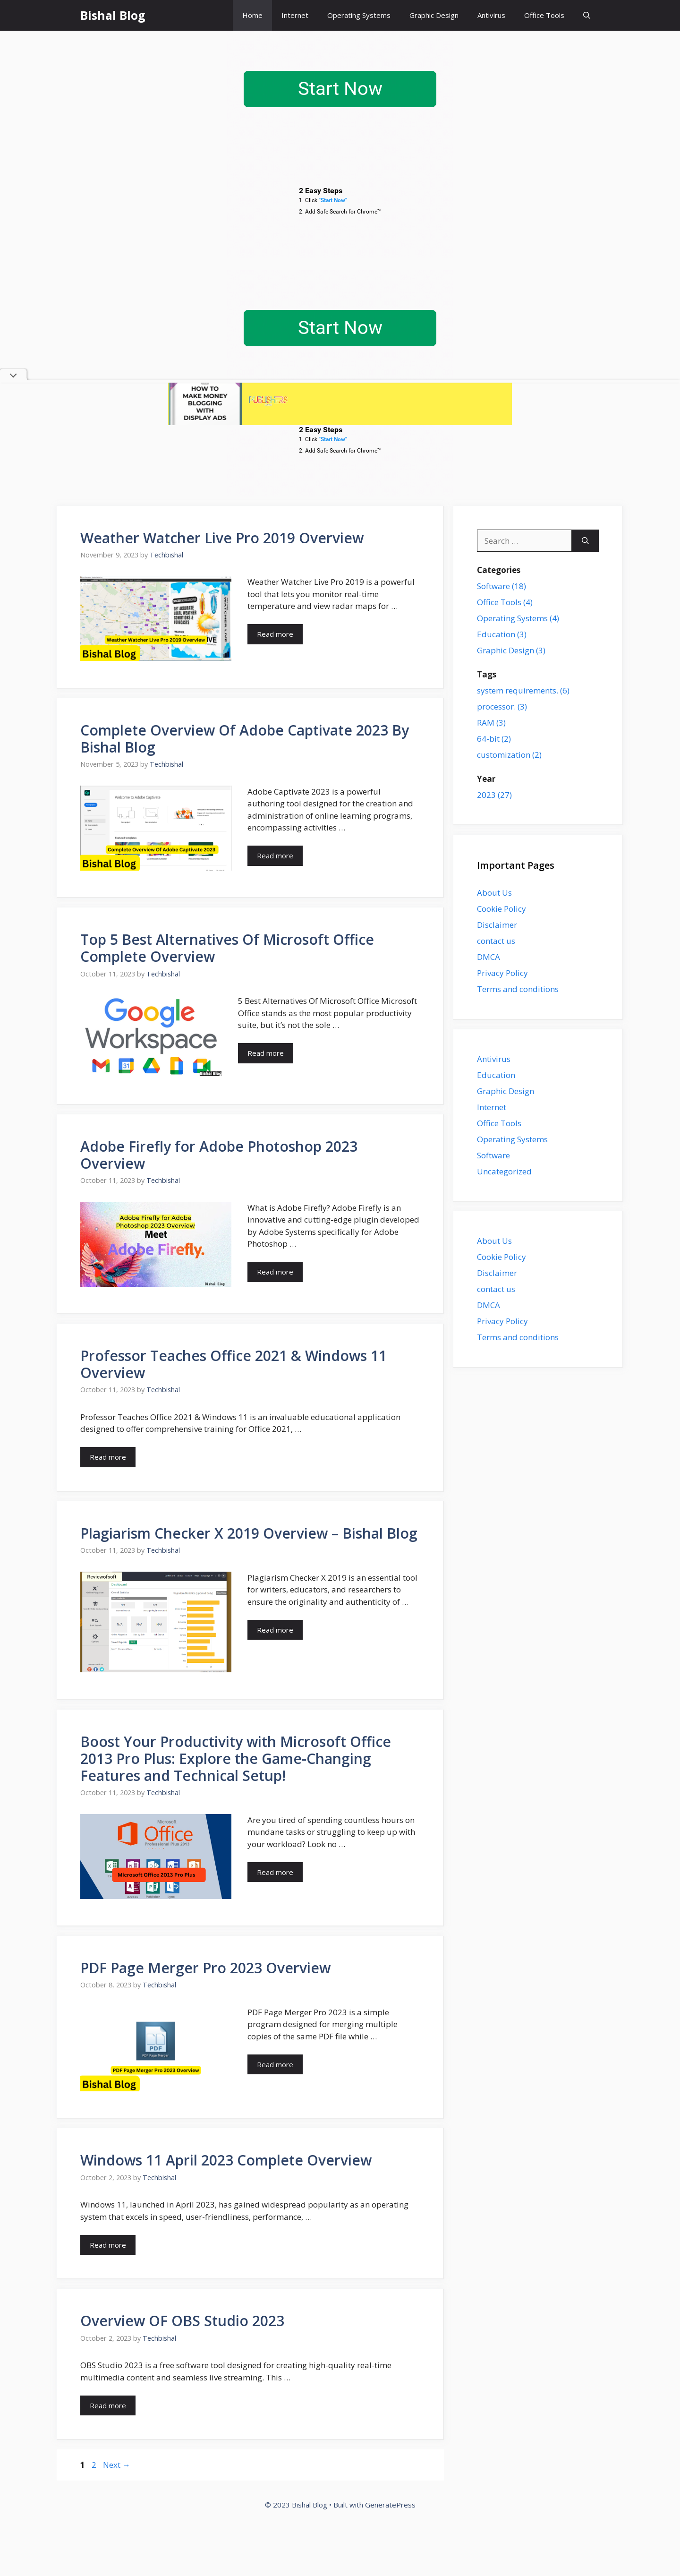 Bishal Blog
Home
Internet
Operating Systems
Graphic Design
Antivirus
Office Tools
Start Now
2 Easy Steps
1. Click "Start Now"
2. Add Safe Search for Chrome™
Start Now
HOW TO
MAKE MONEY
BLOGGING
WITH
DISPLAY ADS
2 Easy Steps
1. Click "Start Now"
2. Add Safe Search for Chrome™
Weather Watcher Live Pro 2019 Overview
November 9, 2023 by Techbishal
Weather Watcher Live Pro 2019 Overview
Bishal Blog
Weather Watcher Live Pro 2019 is a powerful
tool that lets you monitor real-time
temperature and view radar maps for …
Read more
Complete Overview Of Adobe Captivate 2023 By
Bishal Blog
November 5, 2023 by Techbishal
Welcome to Adobe Captivate
Complete Overview Of Adobe Captivate 2023
Bishal Blog
Adobe Captivate 2023 is a powerful
authoring tool designed for the creation and
administration of online learning programs,
encompassing activities …
Read more
Top 5 Best Alternatives Of Microsoft Office
Complete Overview
October 11, 2023 by Techbishal
Google
Workspace
Bishal Blog
5 Best Alternatives Of Microsoft Office Microsoft
Office stands as the most popular productivity
suite, but it's not the sole …
Read more
Adobe Firefly for Adobe Photoshop 2023
Overview
October 11, 2023 by Techbishal
Adobe Firefly for Adobe
Photoshop 2023 Overview
Meet
Adobe Firefly.
Bishal Blog
What is Adobe Firefly? Adobe Firefly is an
innovative and cutting-edge plugin developed
by Adobe Systems specifically for Adobe
Photoshop …
Read more
Professor Teaches Office 2021 & Windows 11
Overview
October 11, 2023 by Techbishal
Professor Teaches Office 2021 & Windows 11 is an invaluable educational application
designed to offer comprehensive training for Office 2021, …
Read more
Plagiarism Checker X 2019 Overview – Bishal Blog
October 11, 2023 by Techbishal
Reviewofsoft
Plagiarism Checker X 2019 is an essential tool
for writers, educators, and researchers to
ensure the originality and authenticity of …
Read more
Boost Your Productivity with Microsoft Office
2013 Pro Plus: Explore the Game-Changing
Features and Technical Setup!
October 11, 2023 by Techbishal
Microsoft
Office
Professional Plus 2013
Microsoft Office 2013 Pro Plus
Are you tired of spending countless hours on
mundane tasks or struggling to keep up with
your workload? Look no …
Read more
PDF Page Merger Pro 2023 Overview
October 8, 2023 by Techbishal
PDF
PDF Page Merger Pro 2023 Overview
Bishal Blog
PDF Page Merger Pro 2023 is a simple
program designed for merging multiple
copies of the same PDF file while …
Read more
Windows 11 April 2023 Complete Overview
October 2, 2023 by Techbishal
Windows 11, launched in April 2023, has gained widespread popularity as an operating
system that excels in speed, user-friendliness, performance, …
Read more
Overview OF OBS Studio 2023
October 2, 2023 by Techbishal
OBS Studio 2023 is a free software tool designed for creating high-quality real-time
multimedia content and seamless live streaming. This …
Read more
1 2 Next →
Search …
Categories
Software (18)
Office Tools (4)
Operating Systems (4)
Education (3)
Graphic Design (3)
Tags
system requirements. (6)
processor. (3)
RAM (3)
64-bit (2)
customization (2)
Year
2023 (27)
Important Pages
About Us
Cookie Policy
Disclaimer
contact us
DMCA
Privacy Policy
Terms and conditions
Antivirus
Education
Graphic Design
Internet
Office Tools
Operating Systems
Software
Uncategorized
About Us
Cookie Policy
Disclaimer
contact us
DMCA
Privacy Policy
Terms and conditions
© 2023 Bishal Blog • Built with GeneratePress